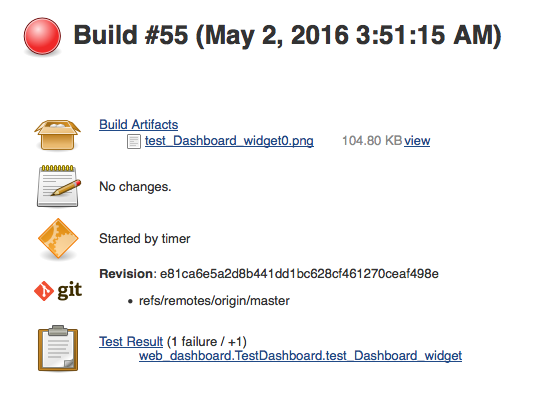 Build #55 (May 2, 2016 3:51:15 AM)
Build Artifacts
test_Dashboard_widget0.png 104.80 KB view
No changes.
Started by timer
Revision: e81ca6e5a2d8b441dd1bc628cf461270ceaf498e
git
• refs/remotes/origin/master
Test Result (1 failure / +1)
web_dashboard.TestDashboard.test_Dashboard_widget